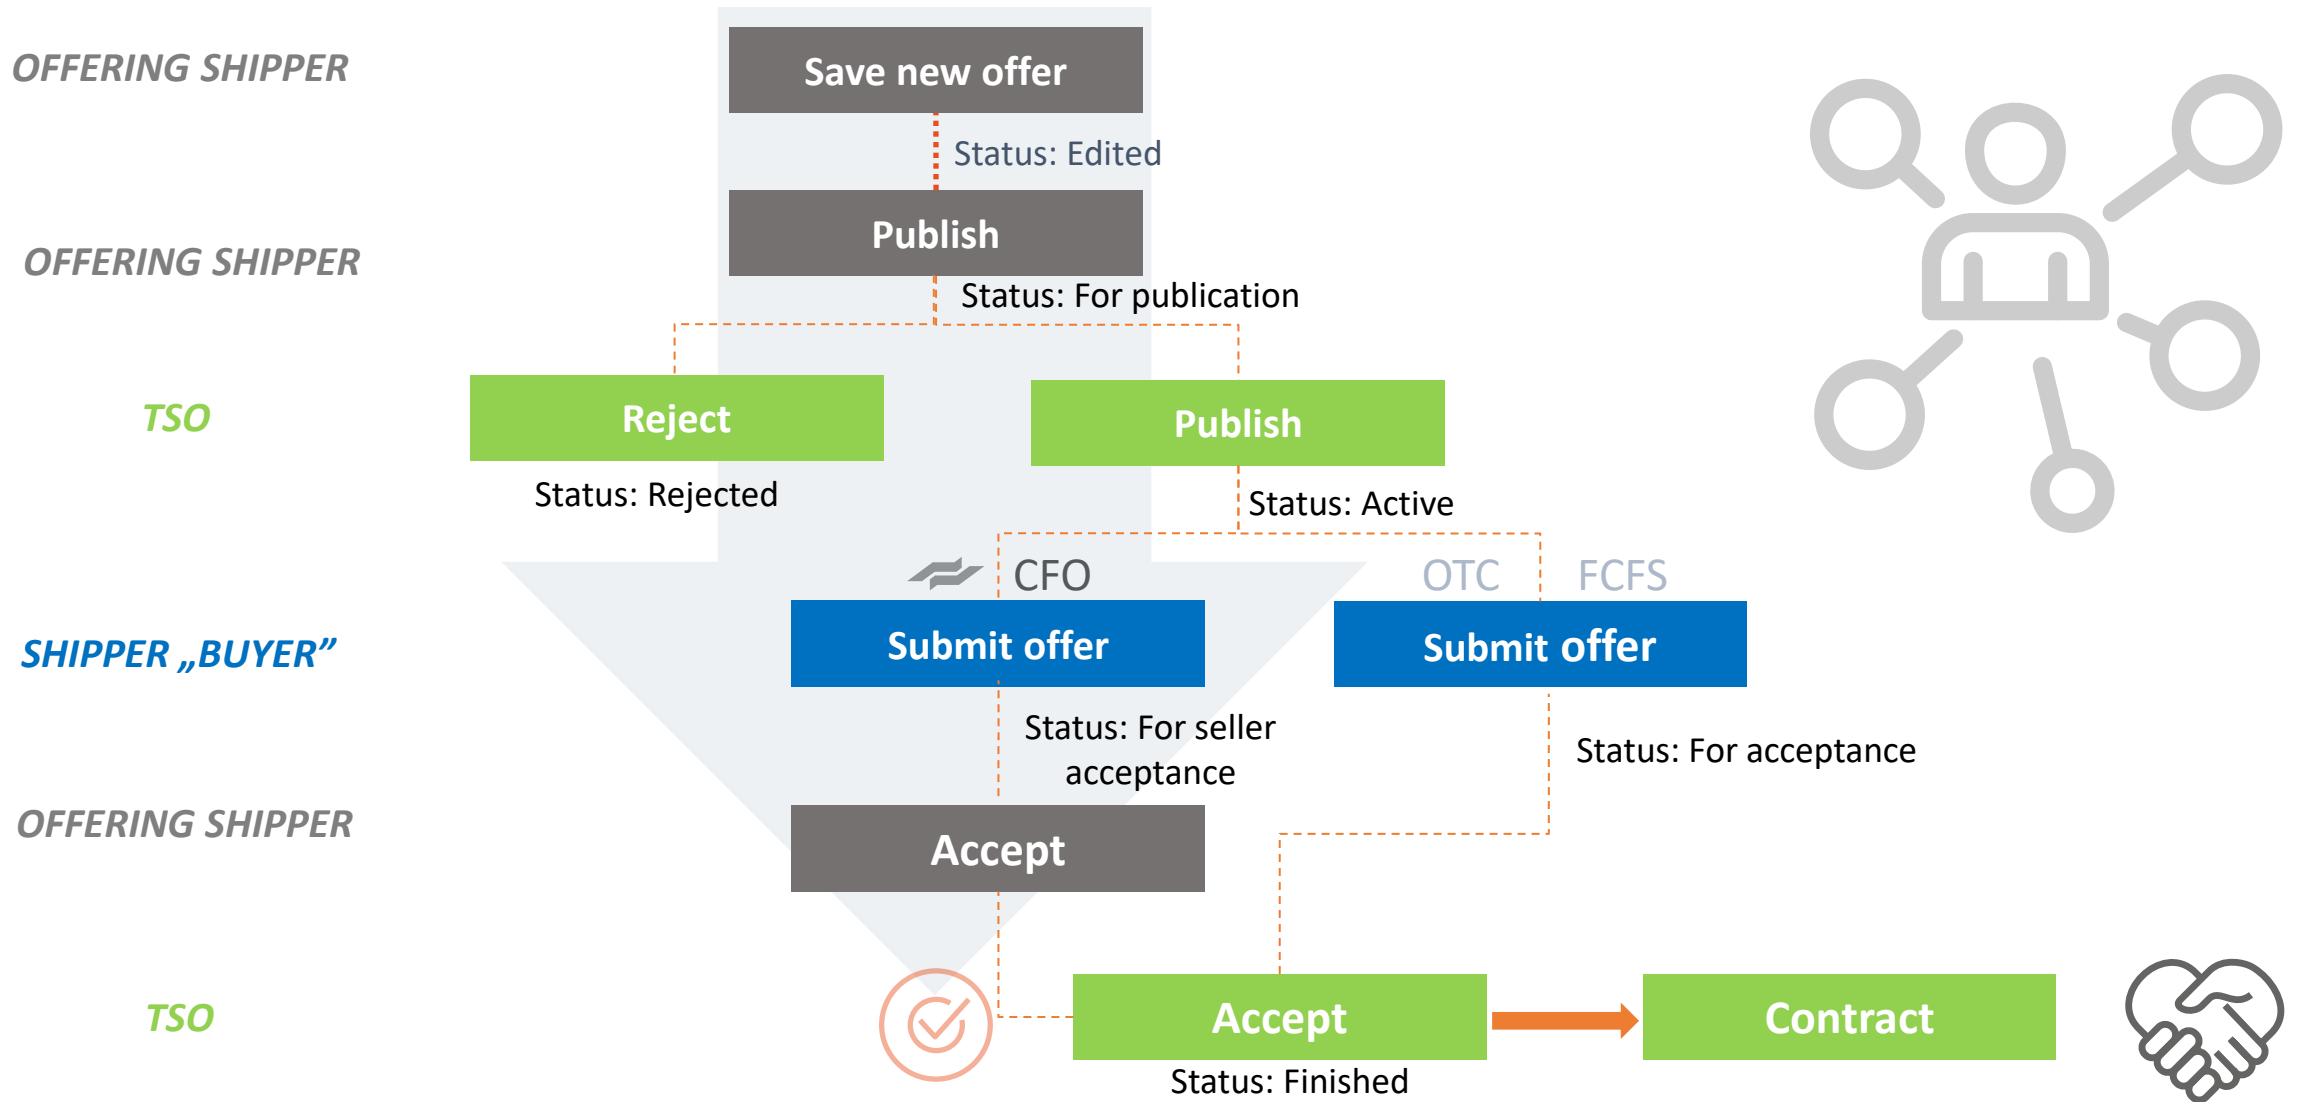 OFFERING SHIPPER
Save new offer
Status: Edited
OFFERING SHIPPER
Publish
Status: For publication
TSO
Reject
Publish
Status: Rejected
Status: Active
CFO
OTC FCFS
SHIPPER „BUYER”
Submit offer
Submit offer
Status: For seller
acceptance
Status: For acceptance
OFFERING SHIPPER
Accept
TSO
Accept
Contract
Status: Finished